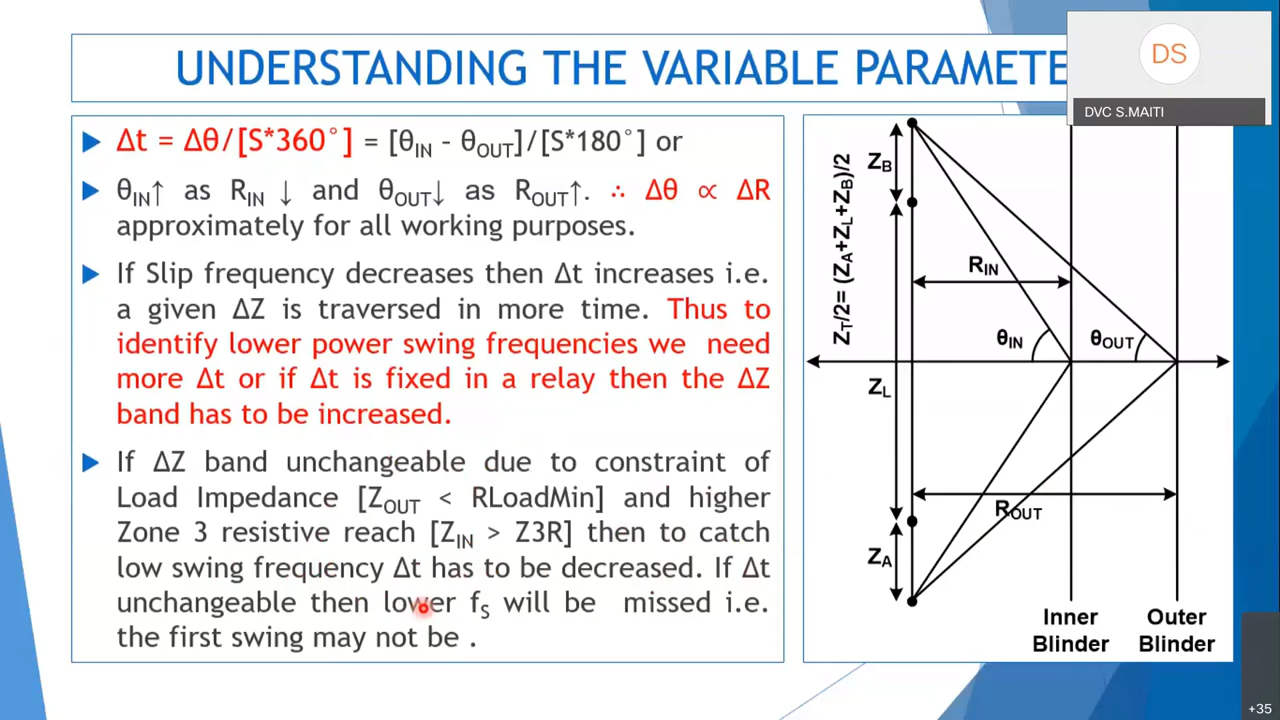 UNDERSTANDING THE VARIABLE PARAMETE
DS
DVC S.MAITI
Δt = Δθ/[S*360°] = [θIN – θOUT]/[S*180°] or
θIN↑ as RIN ↓ and θOUT↓ as ROUT↑. ∴ Δθ ∝ ΔR
approximately for all working purposes.
If Slip frequency decreases then Δt increases i.e.
a given ΔZ is traversed in more time. Thus to
identify lower power swing frequencies we need
more Δt or if Δt is fixed in a relay then the ΔZ
band has to be increased.
If ΔZ band unchangeable due to constraint of
Load Impedance [ZOUT < RLoadMin] and higher
Zone 3 resistive reach [ZIN > Z3R] then to catch
low swing frequency Δt has to be decreased. If Δt
unchangeable then lower fS will be missed i.e.
the first swing may not be .
ZT/2= (ZA+ZL+ZB)/2
ZB
RIN
θIN
θOUT
ZL
ROUT
ZA
Inner
Blinder
Outer
Blinder
+35